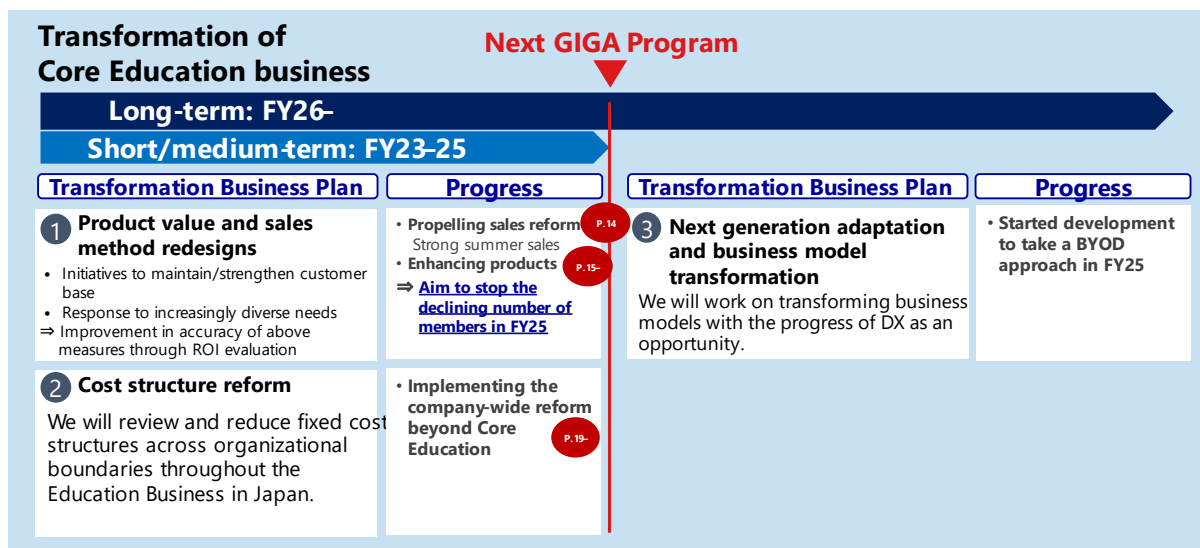 Transformation of
Core Education business
Next GIGA Program
Long-term: FY26–
Short/medium-term: FY23–25
Transformation Business Plan
Progress
1 Product value and sales
method redesigns
• Initiatives to maintain/strengthen customer
base
• Response to increasingly diverse needs
⇒ Improvement in accuracy of above
measures through ROI evaluation
• Propelling sales reform P.14
Strong summer sales
• Enhancing products P.15–
⇒ Aim to stop the
declining number of
members in FY25
2 Cost structure reform
We will review and reduce fixed cost
structures across organizational
boundaries throughout the
Education Business in Japan.
• Implementing the
company-wide reform
beyond Core
Education P.19–
Transformation Business Plan
Progress
3 Next generation adaptation
and business model
transformation
We will work on transforming business
models with the progress of DX as an
opportunity.
• Started development
to take a BYOD
approach in FY25